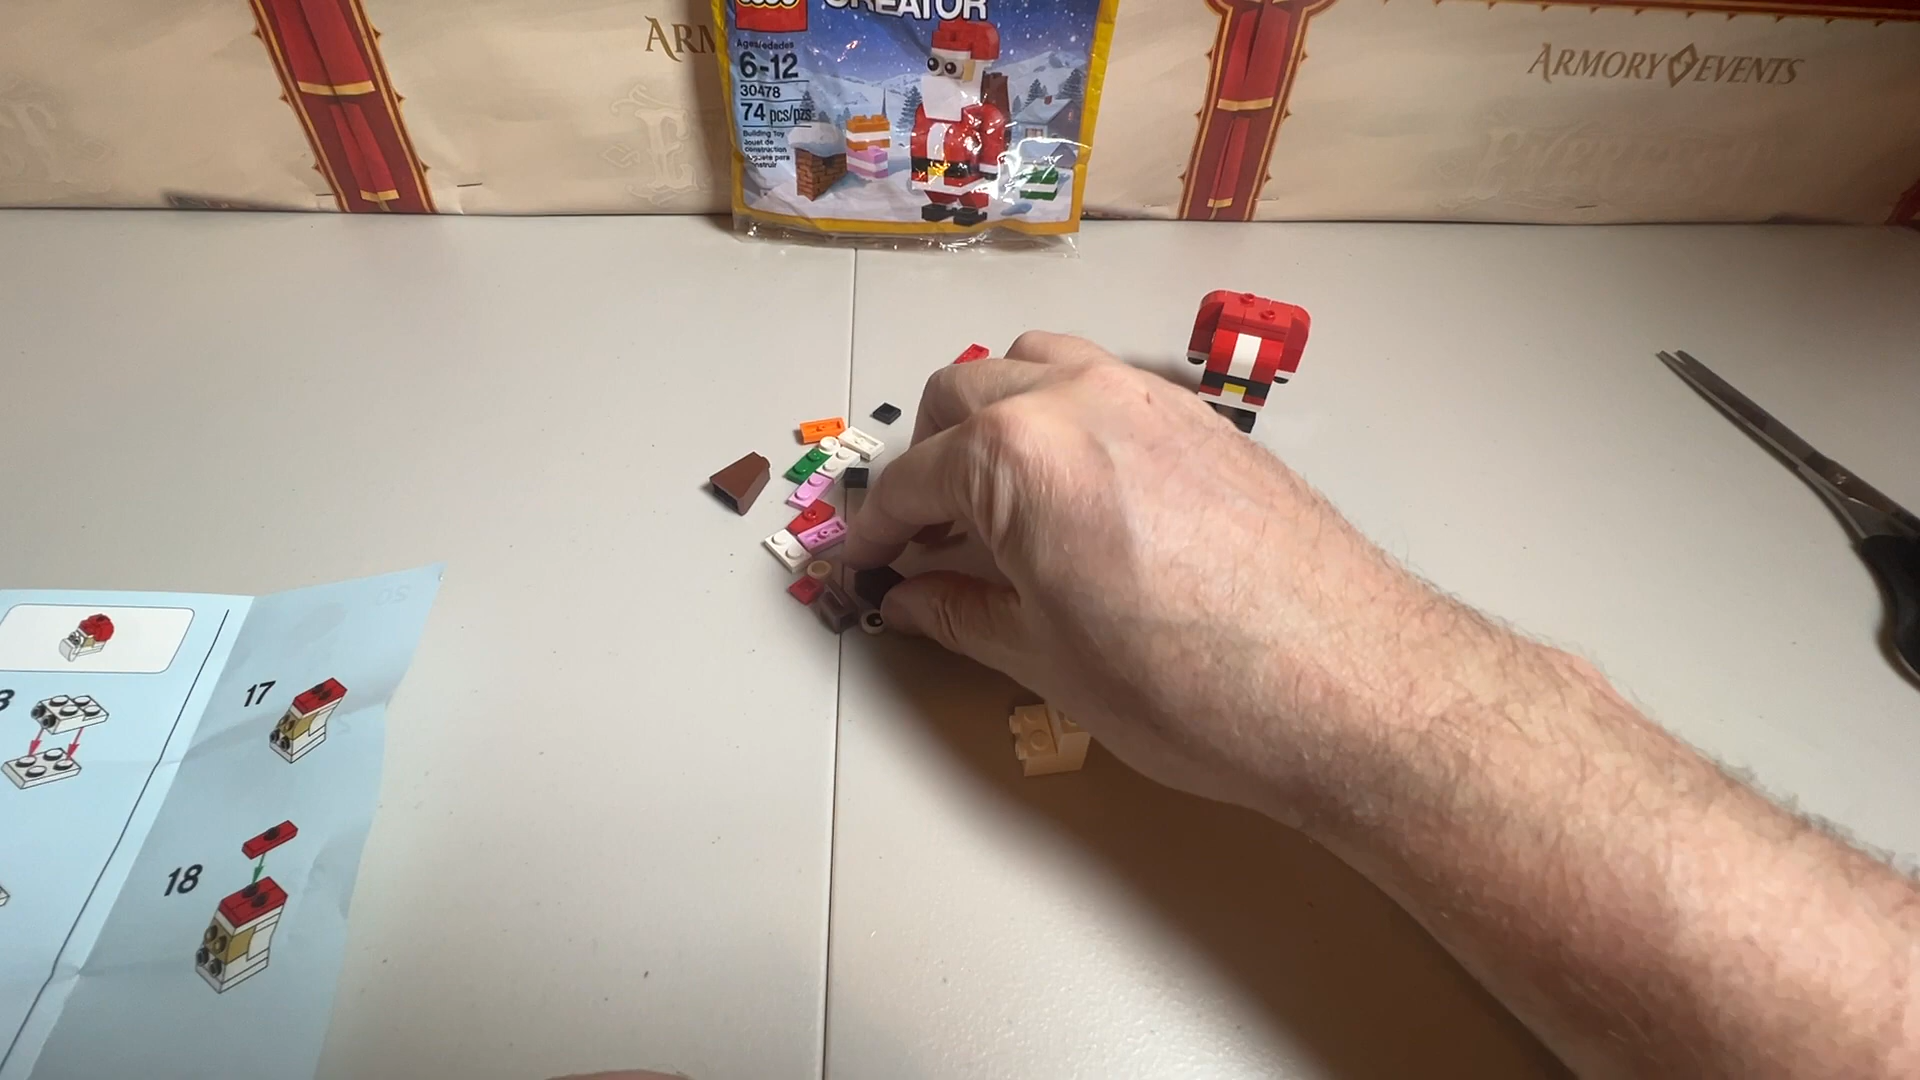 CREATOR
Ages/edades
6-12
30478
74 pcs/pzs
Building Toy
Jouet de
construction
Juguete para
construir
ARM
ARMORY EVENTS
17
18